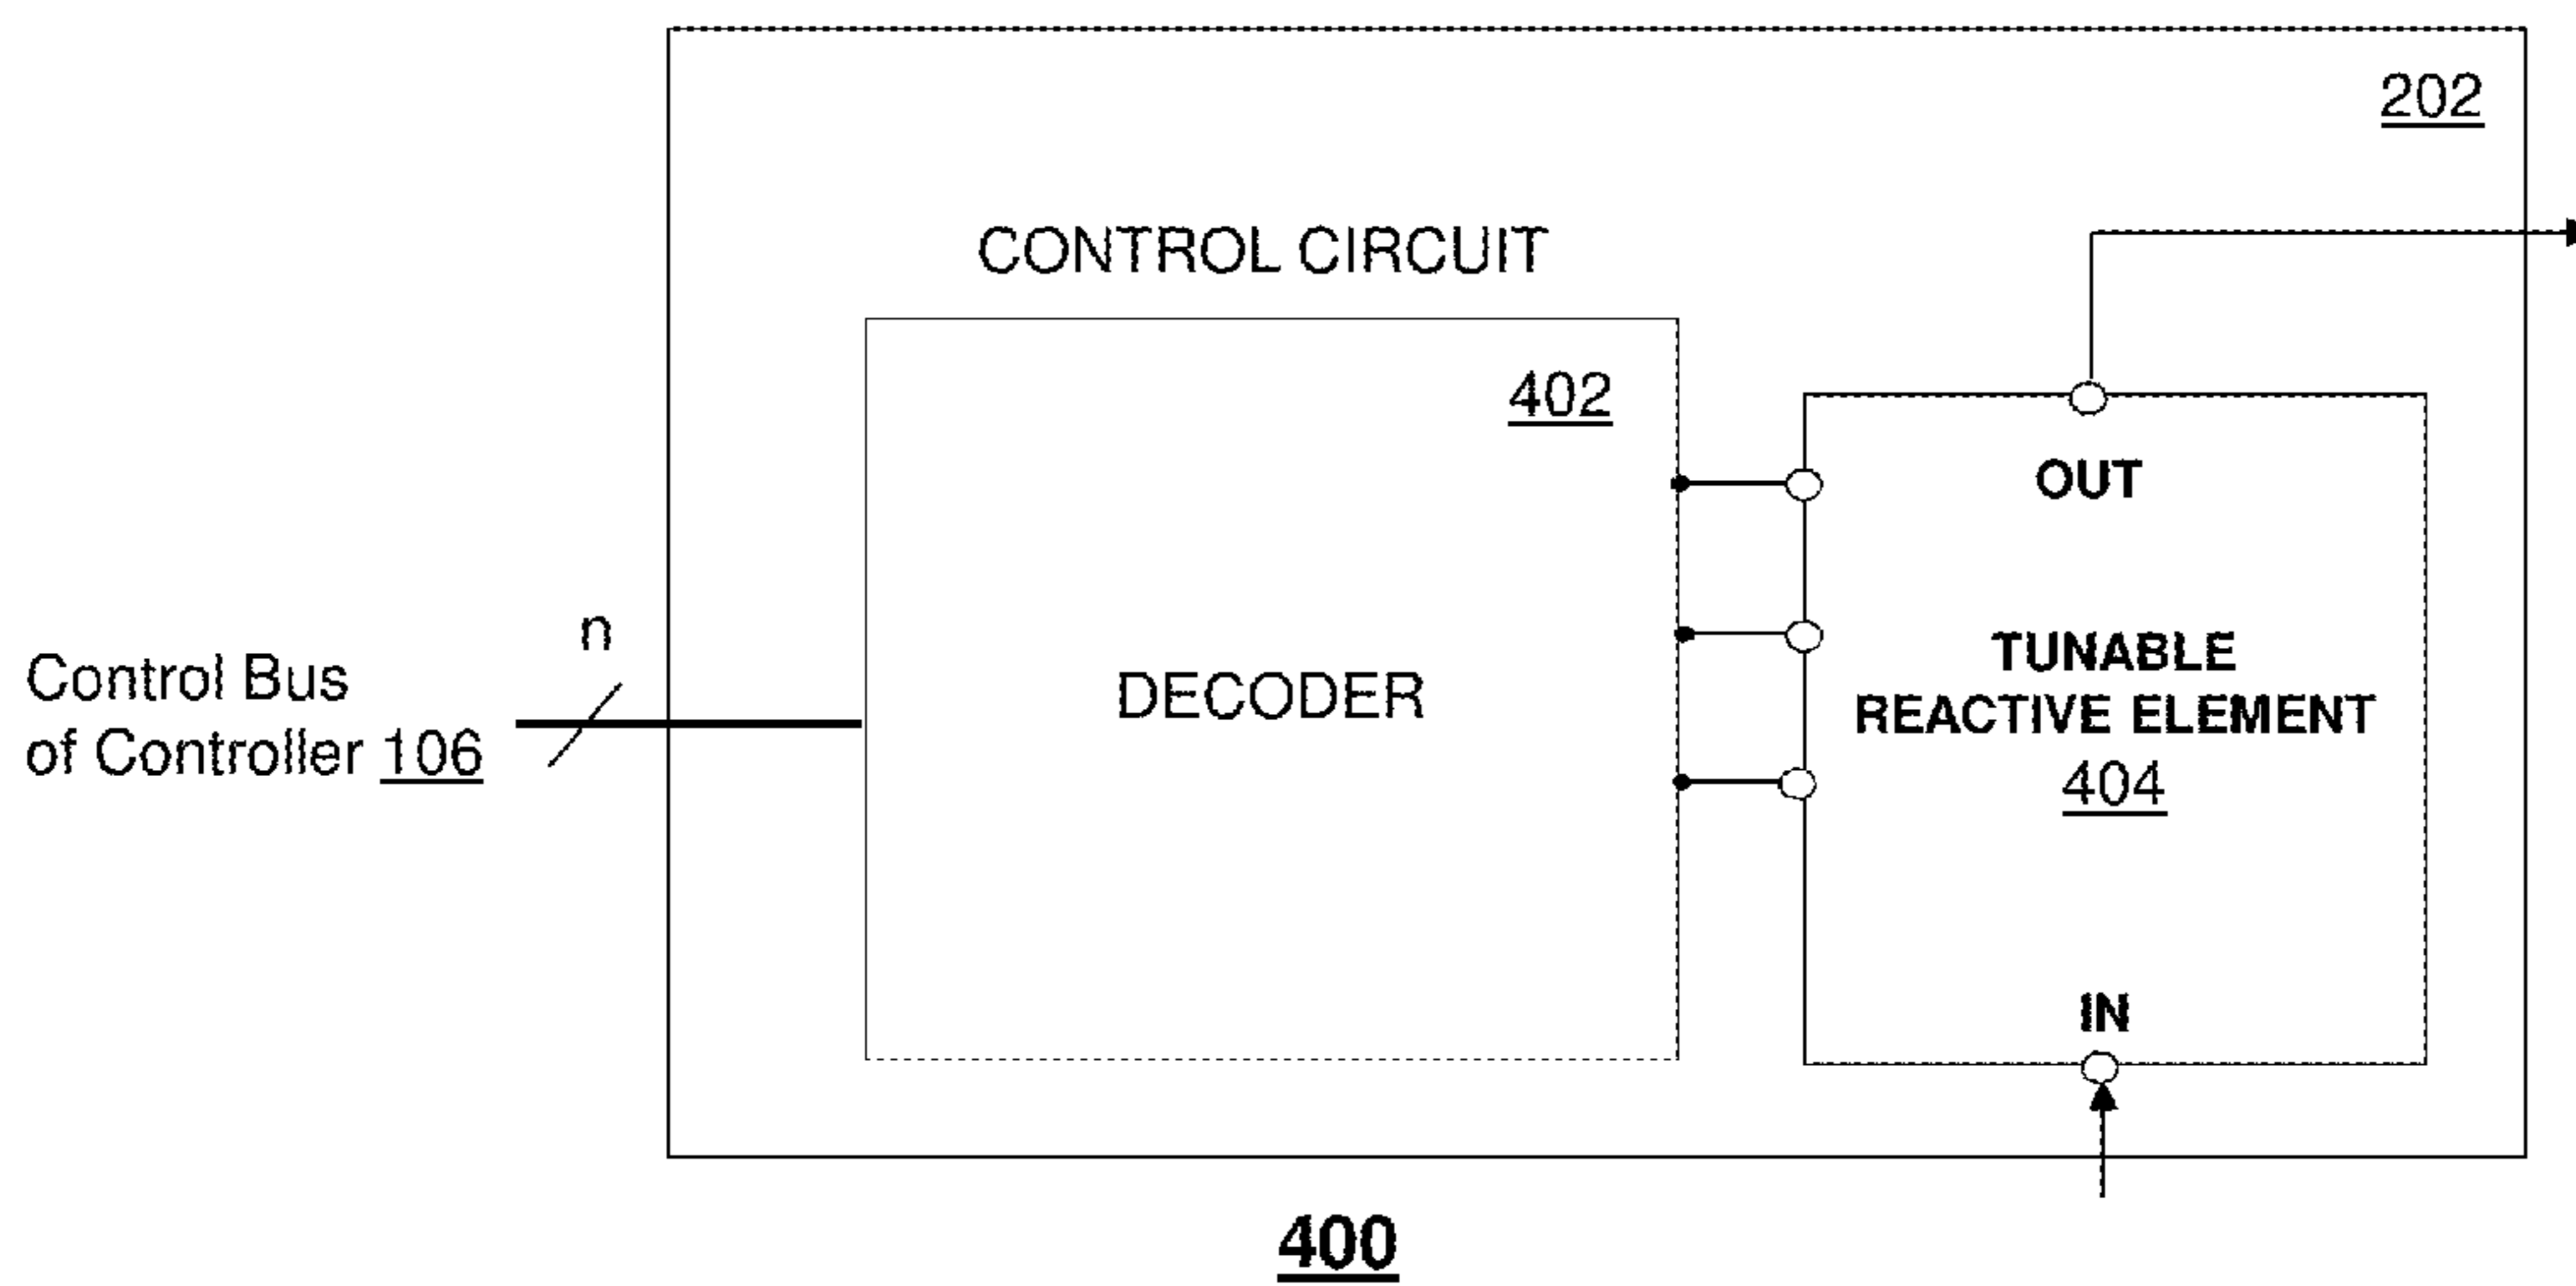 202
CONTROL CIRCUIT
402
OUT
n
Control Bus
of Controller 106
DECODER
TUNABLE
REACTIVE ELEMENT
404
IN
400